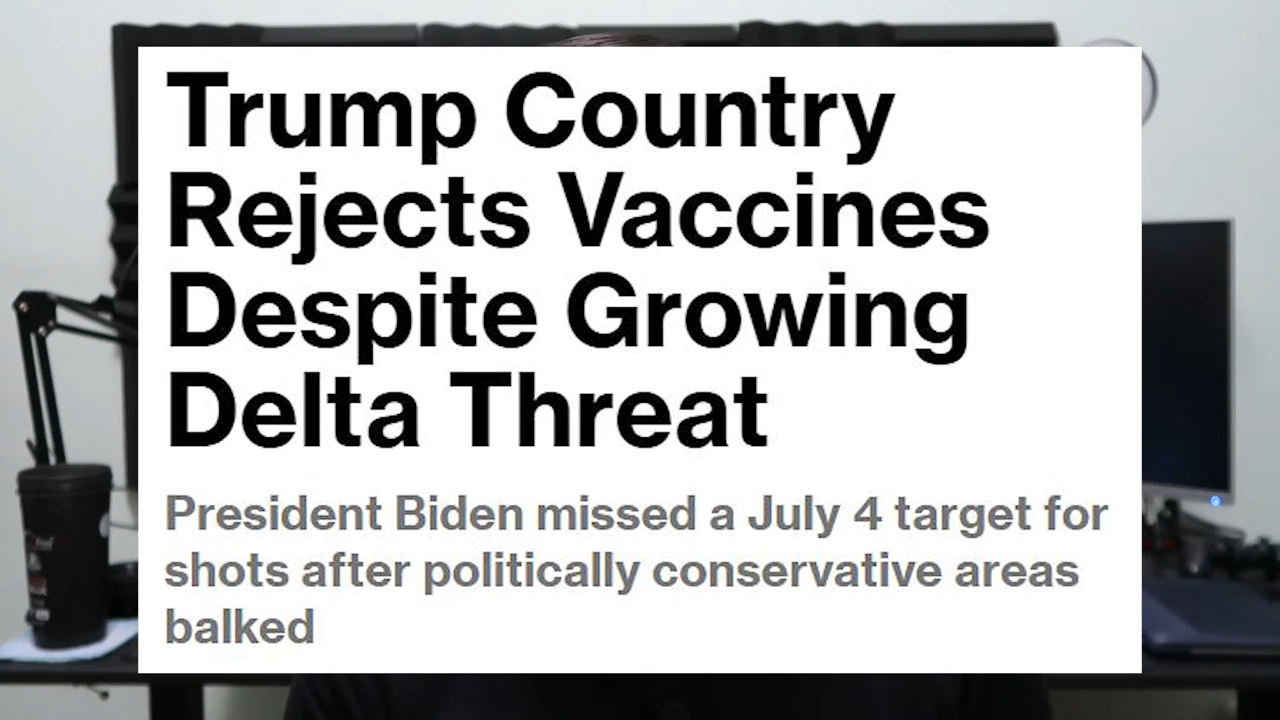 Trump Country
Rejects Vaccines
Despite Growing
Delta Threat
President Biden missed a July 4 target for
shots after politically conservative areas
balked